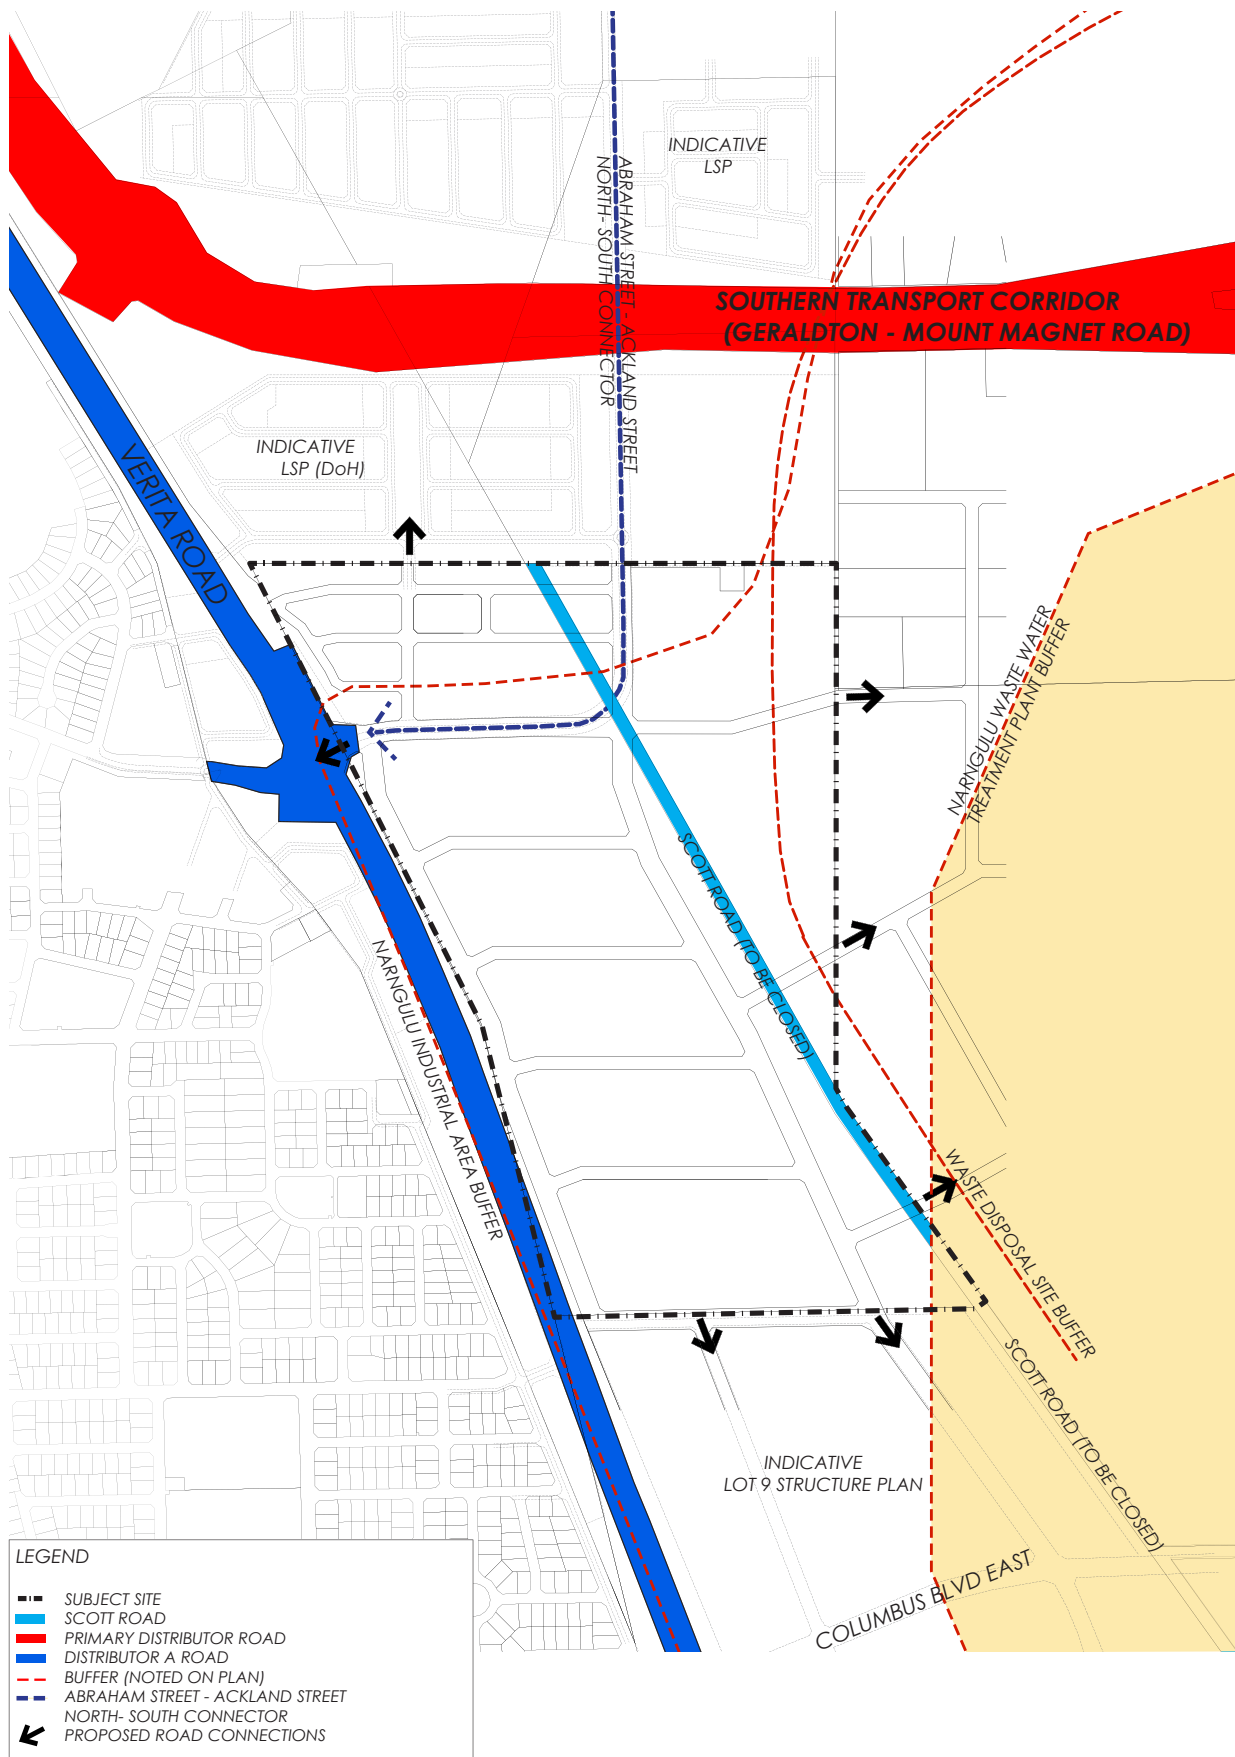 INDICATIVE
LSP
ABRAHAM STREET - ACKLAND STREET
NORTH- SOUTH CONNECTOR
SOUTHERN TRANSPORT CORRIDOR
(GERALDTON - MOUNT MAGNET ROAD)
INDICATIVE
LSP (DoH)
VERITA ROAD
NARNGULU WASTE WATER
TREATMENT PLANT BUFFER
SCOTT ROAD (TO BE CLOSED)
NARNGULU INDUSTRIAL AREA BUFFER
WASTE DISPOSAL SITE BUFFER
SCOTT ROAD (TO BE CLOSED)
INDICATIVE
LOT 9 STRUCTURE PLAN
COLUMBUS BLVD EAST
LEGEND
SUBJECT SITE
SCOTT ROAD
PRIMARY DISTRIBUTOR ROAD
DISTRIBUTOR A ROAD
BUFFER (NOTED ON PLAN)
ABRAHAM STREET - ACKLAND STREET
NORTH- SOUTH CONNECTOR
PROPOSED ROAD CONNECTIONS